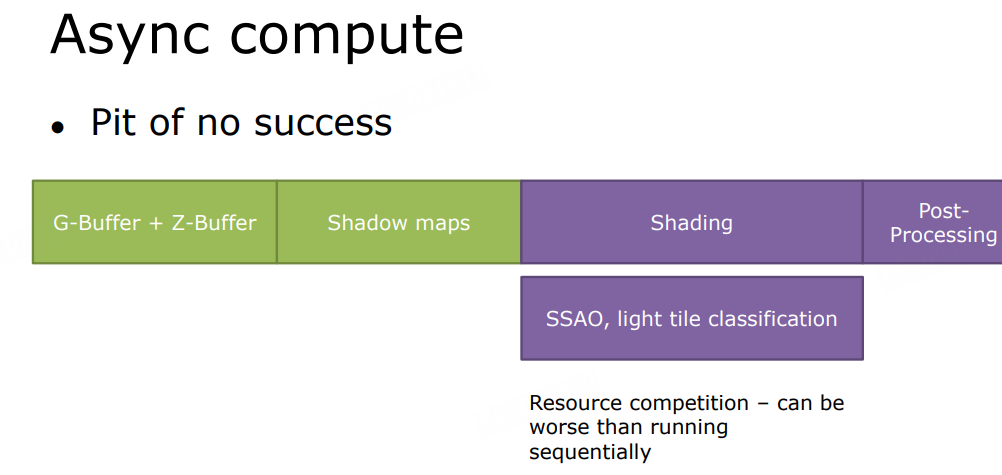 Async compute
● Pit of no success
G-Buffer + Z-Buffer
Shadow maps
Shading
Post-
Processing
SSAO, light tile classification
Resource competition – can be
worse than running
sequentially